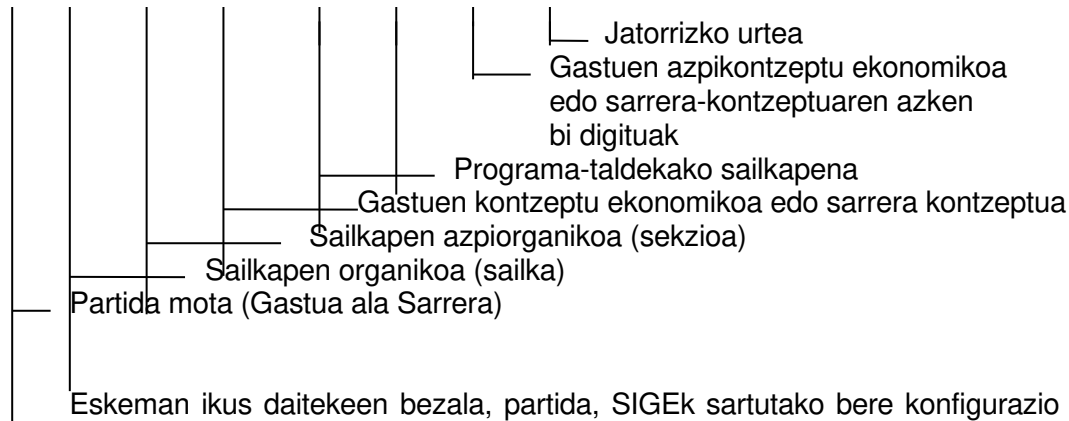 Jatorrizko urtea
Gastuen azpikontzeptu ekonomikoa
edo sarrera-kontzeptuaren azken
bi digituak
Programa-taldekako sailkapena
Gastuen kontzeptu ekonomikoa edo sarrera kontzeptua
Sailkapen azpiorganikoa (sekzioa)
Sailkapen organikoa (sailka)
Partida mota (Gastua ala Sarrera)
Eskeman ikus daitekeen bezala, partida, SIGEk sartutako bere konfigurazio